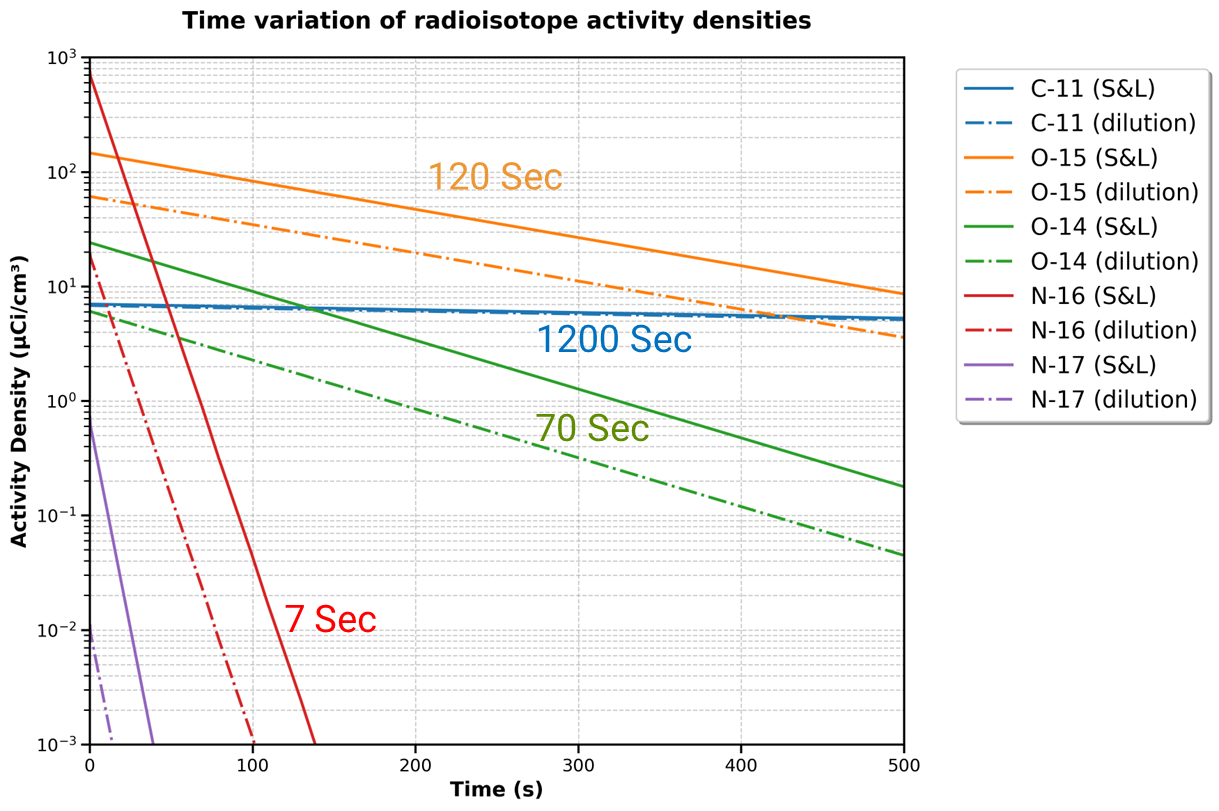 Time variation of radioisotope activity densities
Activity Density (μCi/cm³)
10³
10²
10¹
10⁰
10⁻¹
10⁻²
10⁻³
120 Sec
1200 Sec
70 Sec
7 Sec
0
100
200
300
400
500
Time (s)
C-11 (S&L)
C-11 (dilution)
O-15 (S&L)
O-15 (dilution)
O-14 (S&L)
O-14 (dilution)
N-16 (S&L)
N-16 (dilution)
N-17 (S&L)
N-17 (dilution)